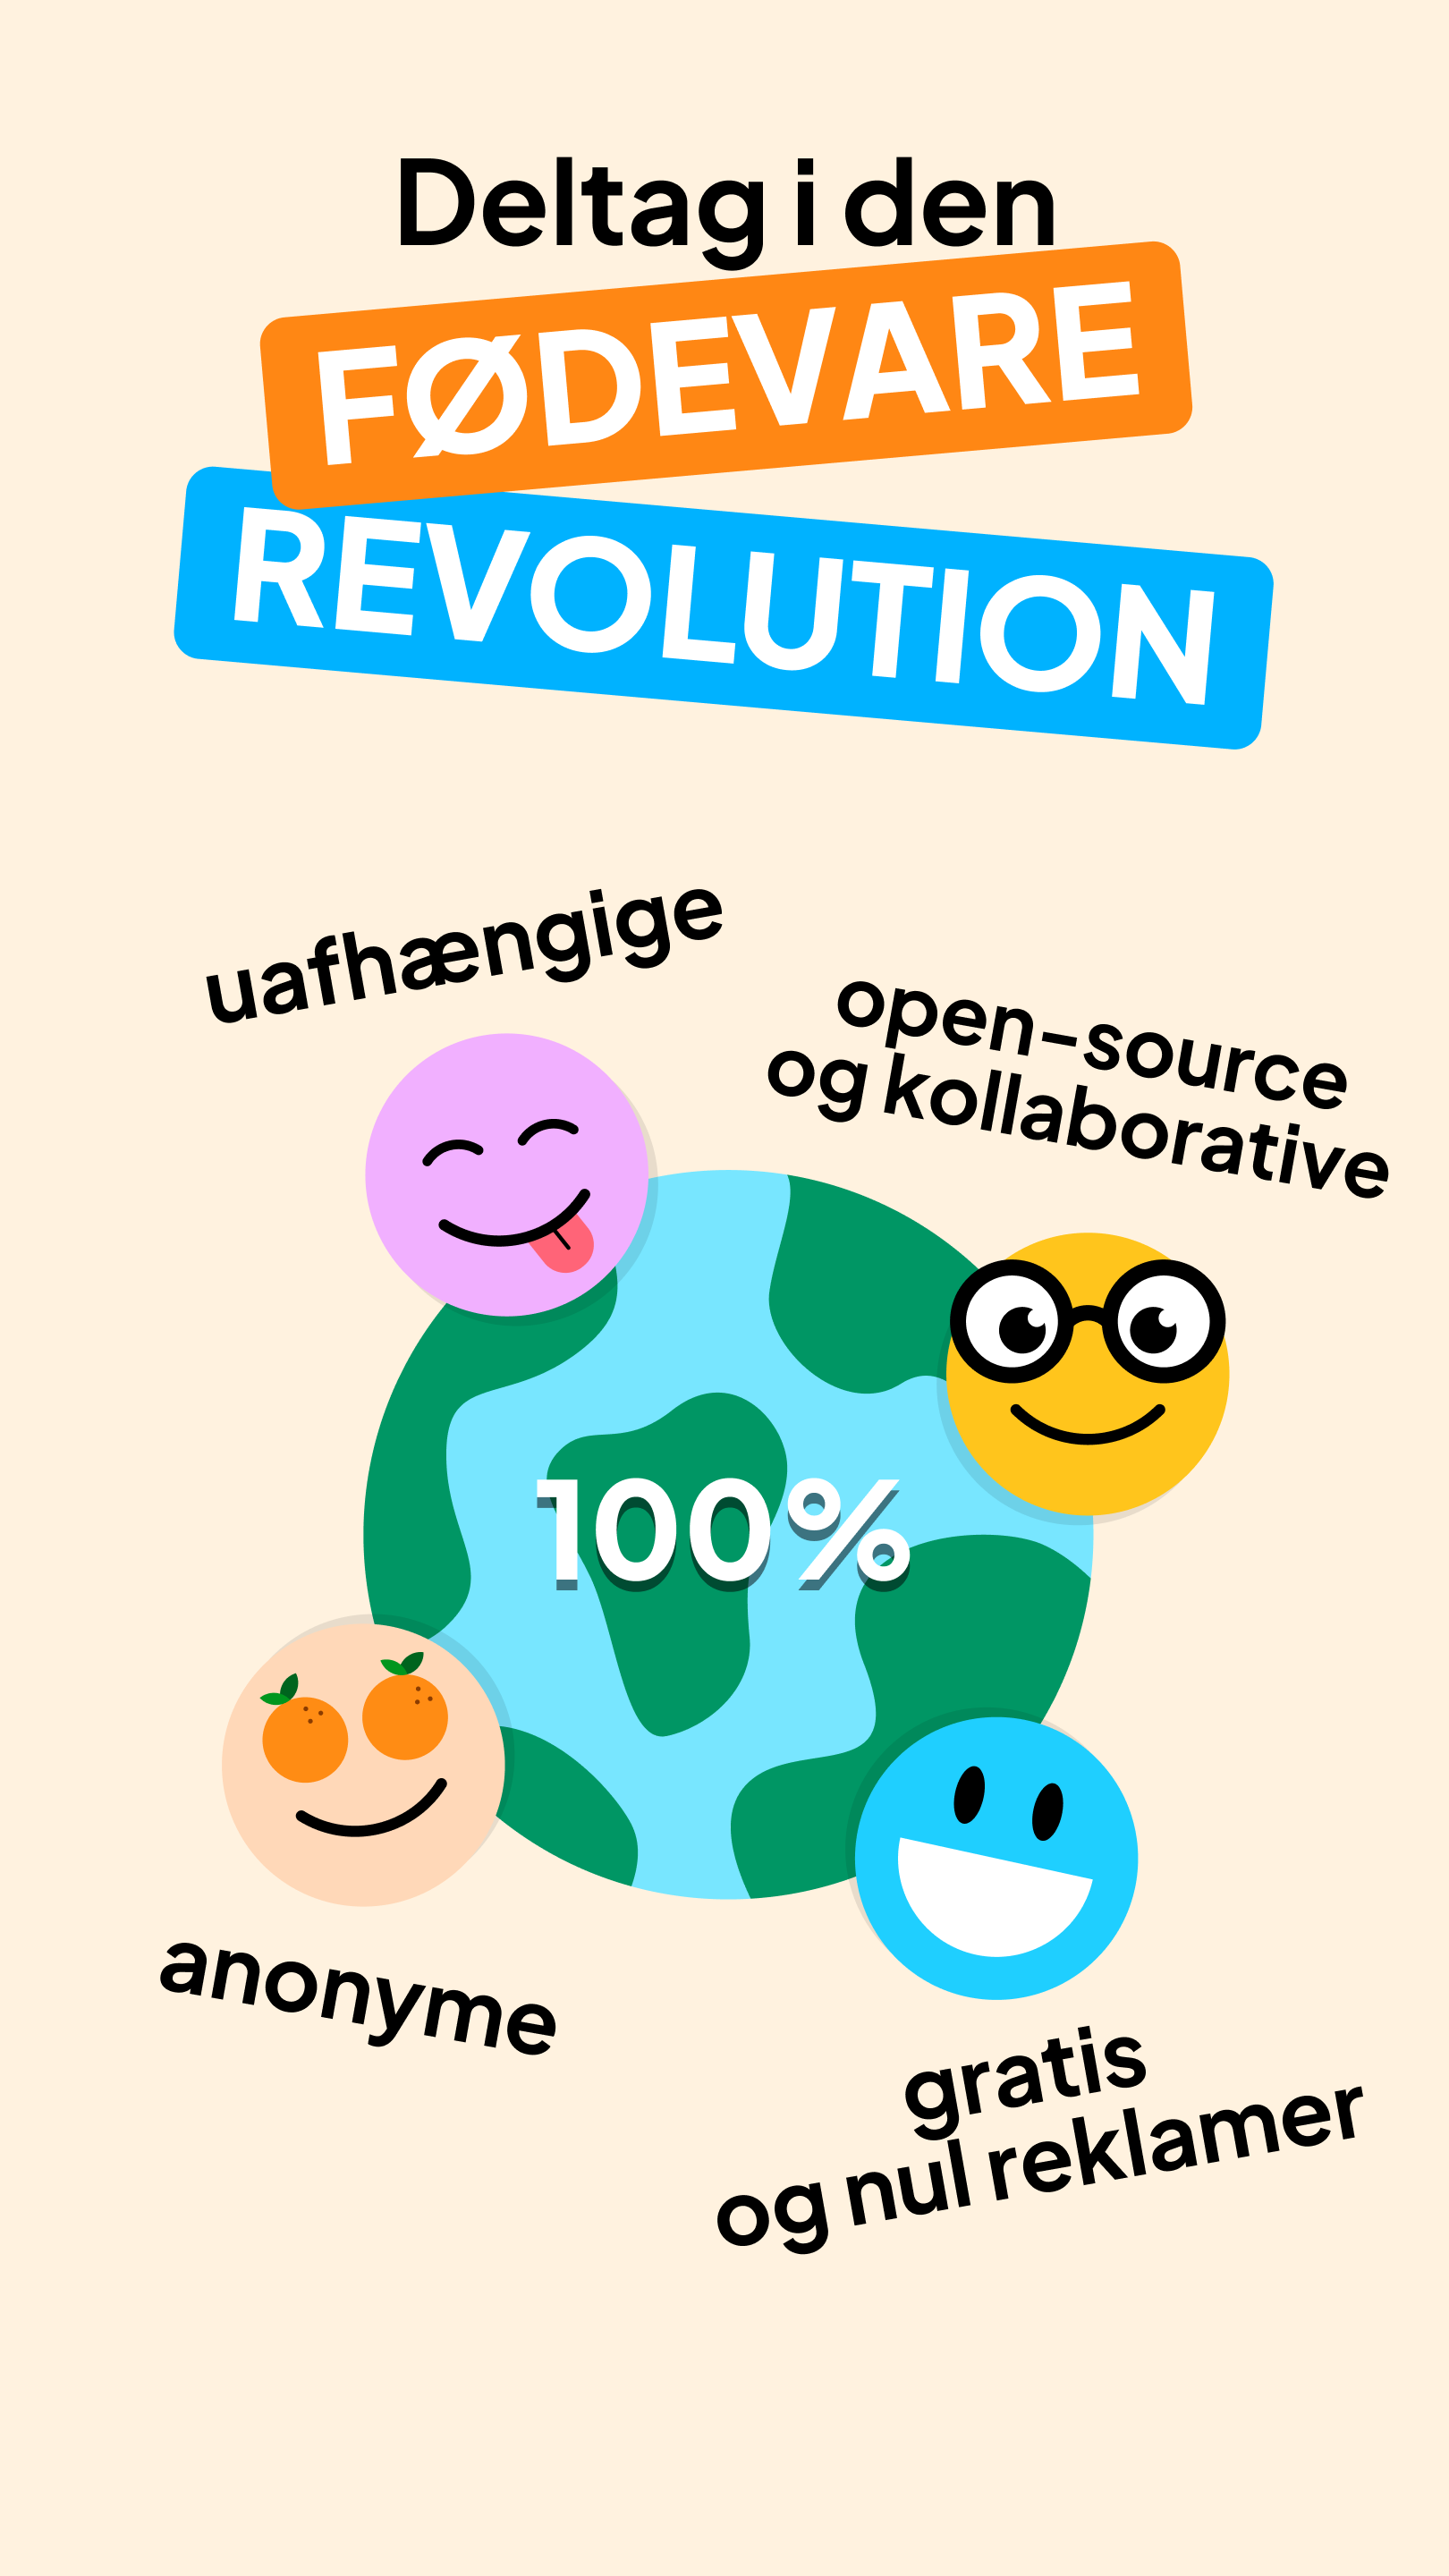 Deltag i den
FØDEVARE
REVOLUTION
uafhængige
open-source
og kollaborative
100%
anonyme
gratis
og nul reklamer